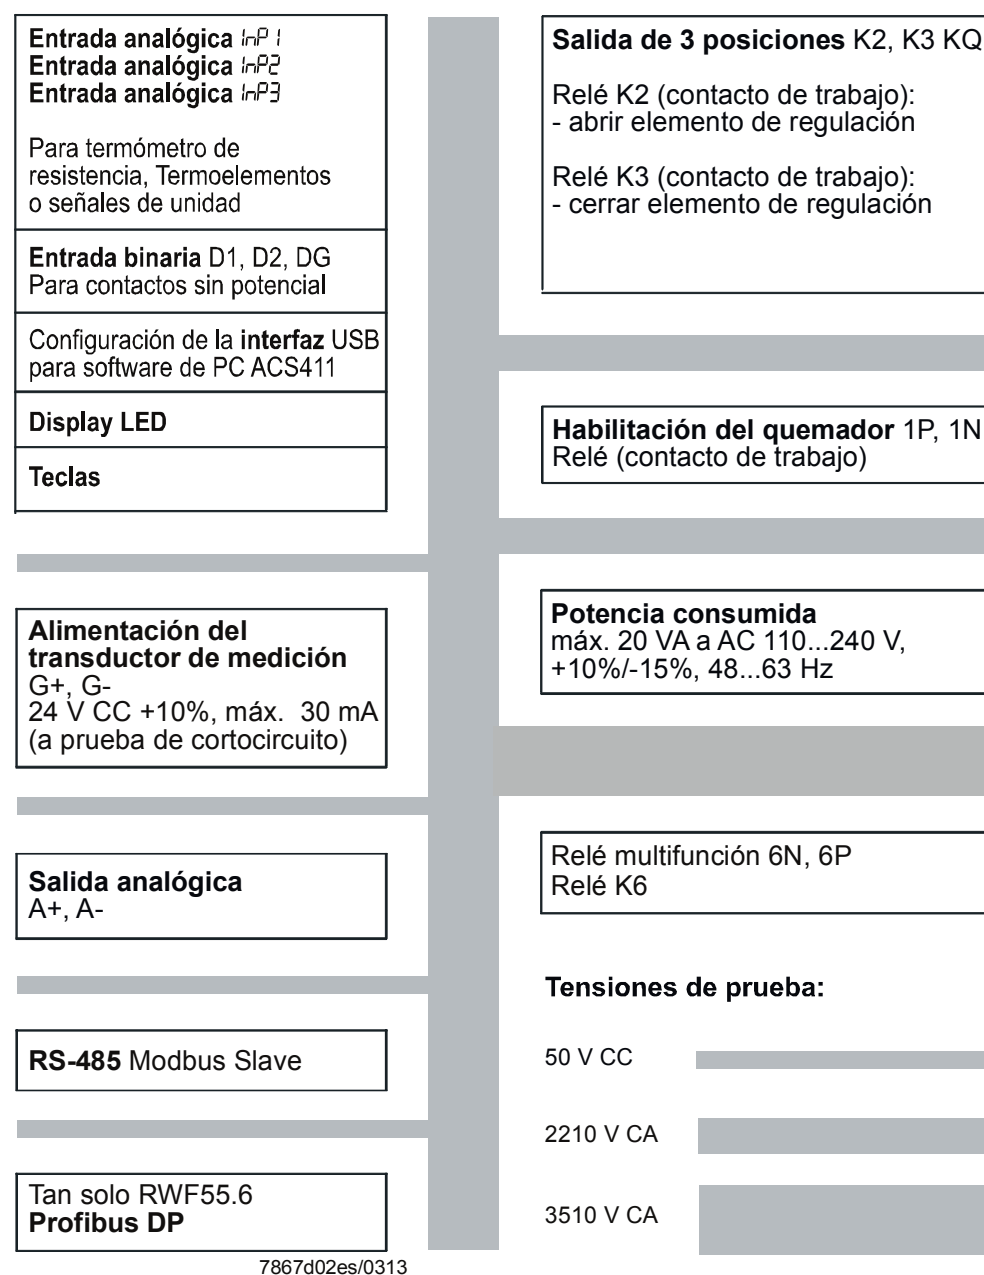 Entrada analógica InP1
Entrada analógica InP2
Entrada analógica InP3
Para termómetro de
resistencia, Termoelementos
o señales de unidad
Entrada binaria D1, D2, DG
Para contactos sin potencial
Configuración de la interfaz USB
para software de PC ACS411
Display LED
Teclas
Alimentación del
transductor de medición
G+, G-
24 V CC +10%, máx. 30 mA
(a prueba de cortocircuito)
Salida analógica
A+, A-
RS-485 Modbus Slave
Tan solo RWF55.6
Profibus DP
7867d02es/0313
Salida de 3 posiciones K2, K3 KQ
Relé K2 (contacto de trabajo):
- abrir elemento de regulación
Relé K3 (contacto de trabajo):
- cerrar elemento de regulación
Habilitación del quemador 1P, 1N
Relé (contacto de trabajo)
Potencia consumida
máx. 20 VA a AC 110...240 V,
+10%/-15%, 48...63 Hz
Relé multifunción 6N, 6P
Relé K6
Tensiones de prueba:
50 V CC
2210 V CA
3510 V CA